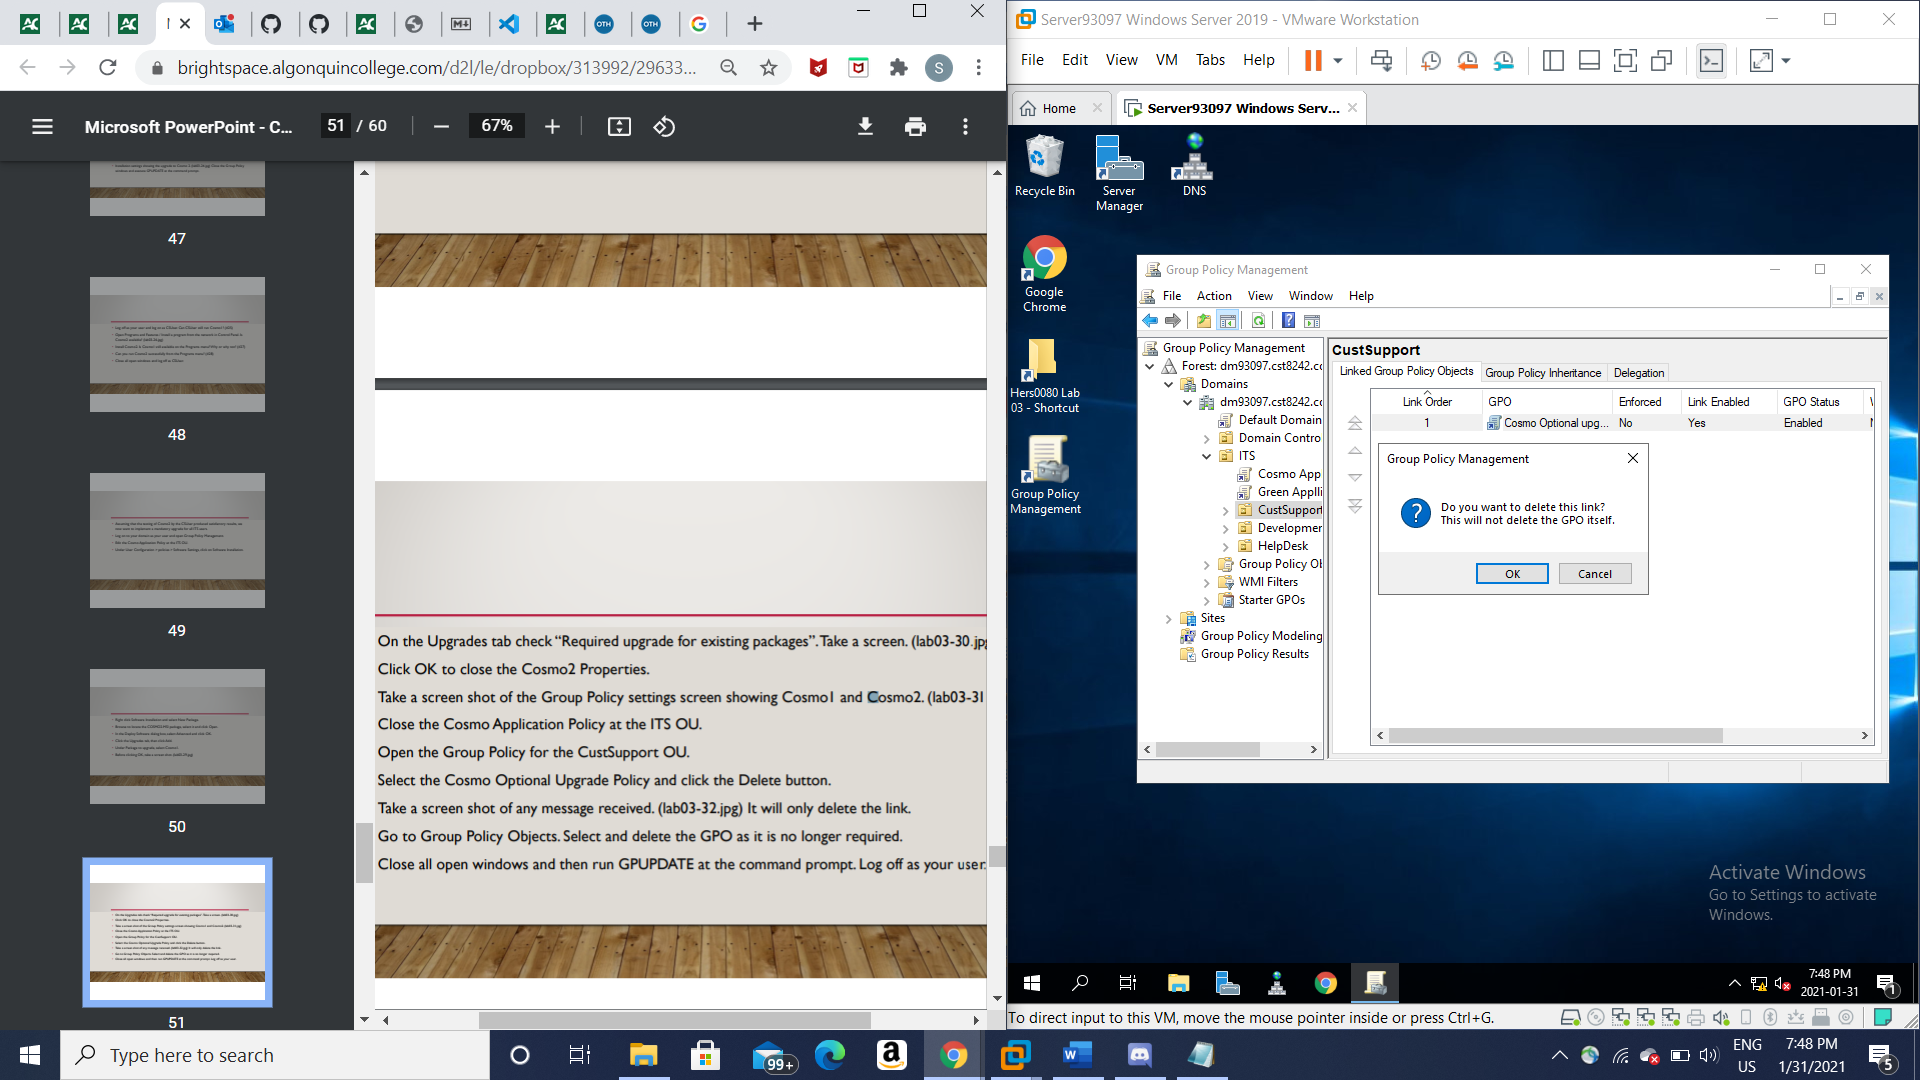 brightspace.algonquincollege.com/d2l/le/dropbox/313992/29633...
S
Microsoft PowerPoint - C...
51 / 60
67%
47
48
49
50
51
On the Upgrades tab check "Required upgrade for existing packages". Take a screen. (lab03-30.jpg
Click OK to close the Cosmo2 Properties.
Take a screen shot of the Group Policy settings screen showing Cosmo1 and Cosmo2. (lab03-31
Close the Cosmo Application Policy at the ITS OU.
Open the Group Policy for the CustSupport OU.
Select the Cosmo Optional Upgrade Policy and click the Delete button.
Take a screen shot of any message received. (lab03-32.jpg) It will only delete the link.
Go to Group Policy Objects. Select and delete the GPO as it is no longer required.
Close all open windows and then run GPUPDATE at the command prompt. Log off as your user.
Server93097 Windows Server 2019 - VMware Workstation
File Edit View VM Tabs Help
Home
Server93097 Windows Serv...
Recycle Bin
Server Manager
DNS
Google Chrome
Hers0080 Lab 03 - Shortcut
Group Policy Management
Group Policy Management
File Action View Window Help
Group Policy Management
Forest: dm93097.cst8242.cc
Domains
dm93097.cst8242.cc
Default Domain
Domain Contro
ITS
Cosmo App
Green Appli
CustSupport
Developmer
HelpDesk
Group Policy Ob
WMI Filters
Starter GPOs
Sites
Group Policy Modeling
Group Policy Results
CustSupport
Linked Group Policy Objects Group Policy Inheritance Delegation
Link Order GPO Enforced Link Enabled GPO Status
1 Cosmo Optional upg... No Yes Enabled
Group Policy Management
Do you want to delete this link?
This will not delete the GPO itself.
OK Cancel
Activate Windows
Go to Settings to activate
Windows.
7:48 PM
2021-01-31
1
To direct input to this VM, move the mouse pointer inside or press Ctrl+G.
Type here to search
99+
ENG
US
7:48 PM
1/31/2021
5